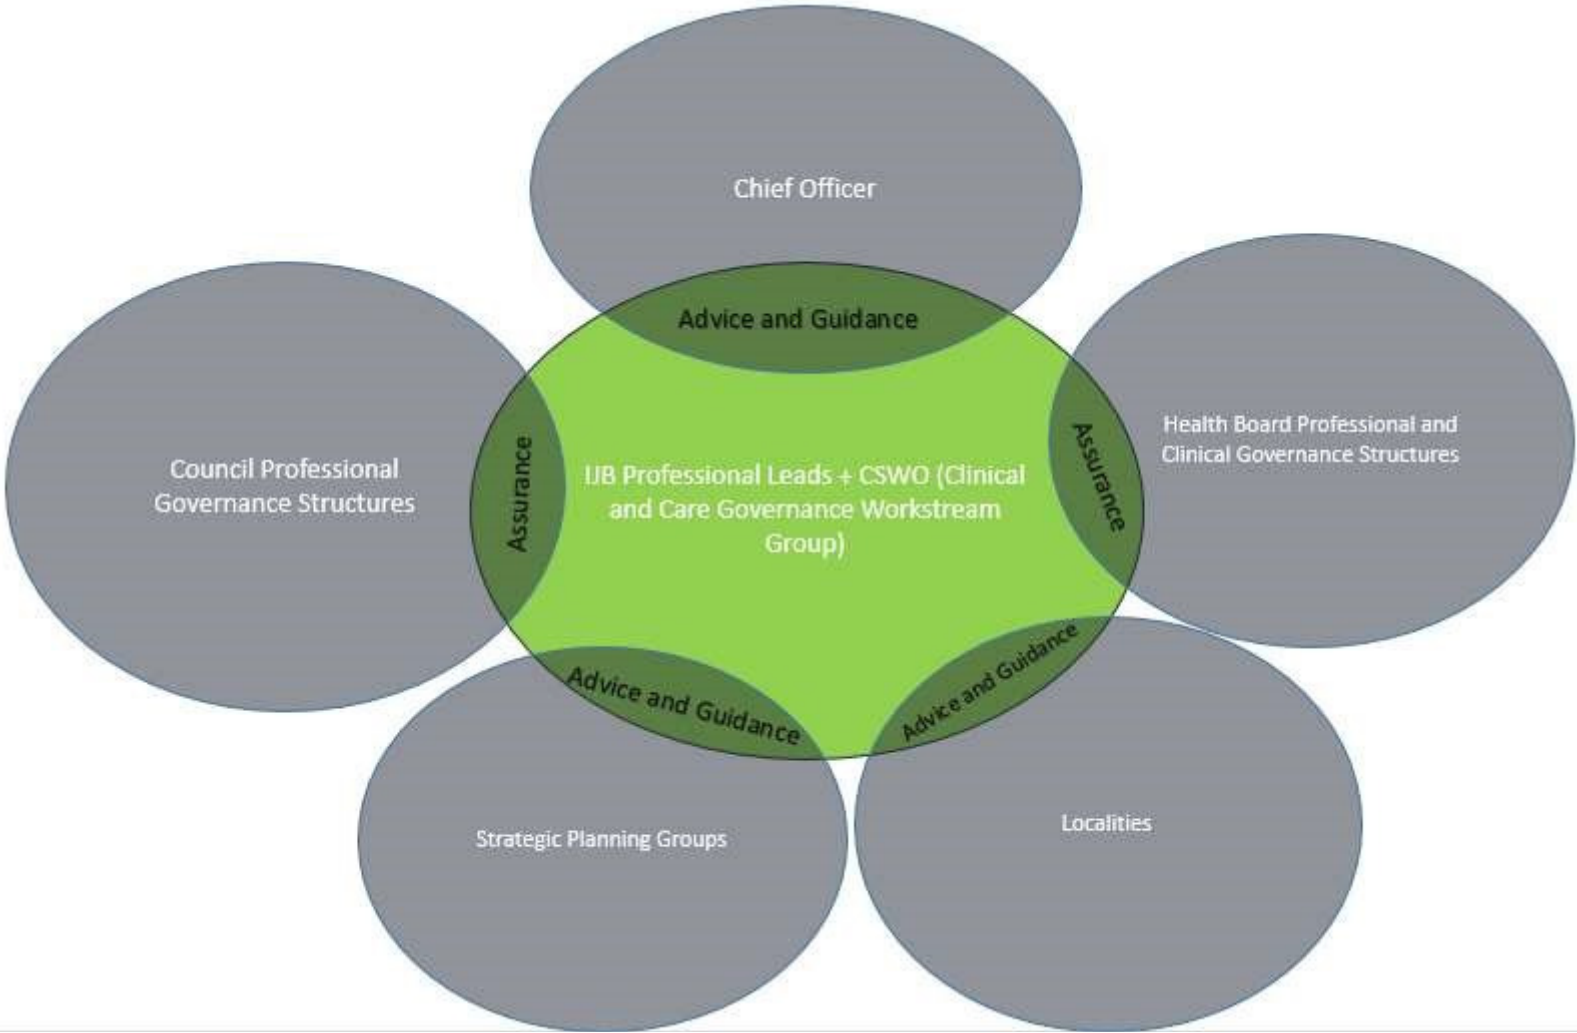 Chief Officer
Advice and Guidance
Council Professional
Governance Structures
Assurance
IJB Professional Leads + CSWO (Clinical
and Care Governance Workstream
Group)
Assurance
Health Board Professional and
Clinical Governance Structures
Advice and Guidance
Advice and Guidance
Strategic Planning Groups
Localities